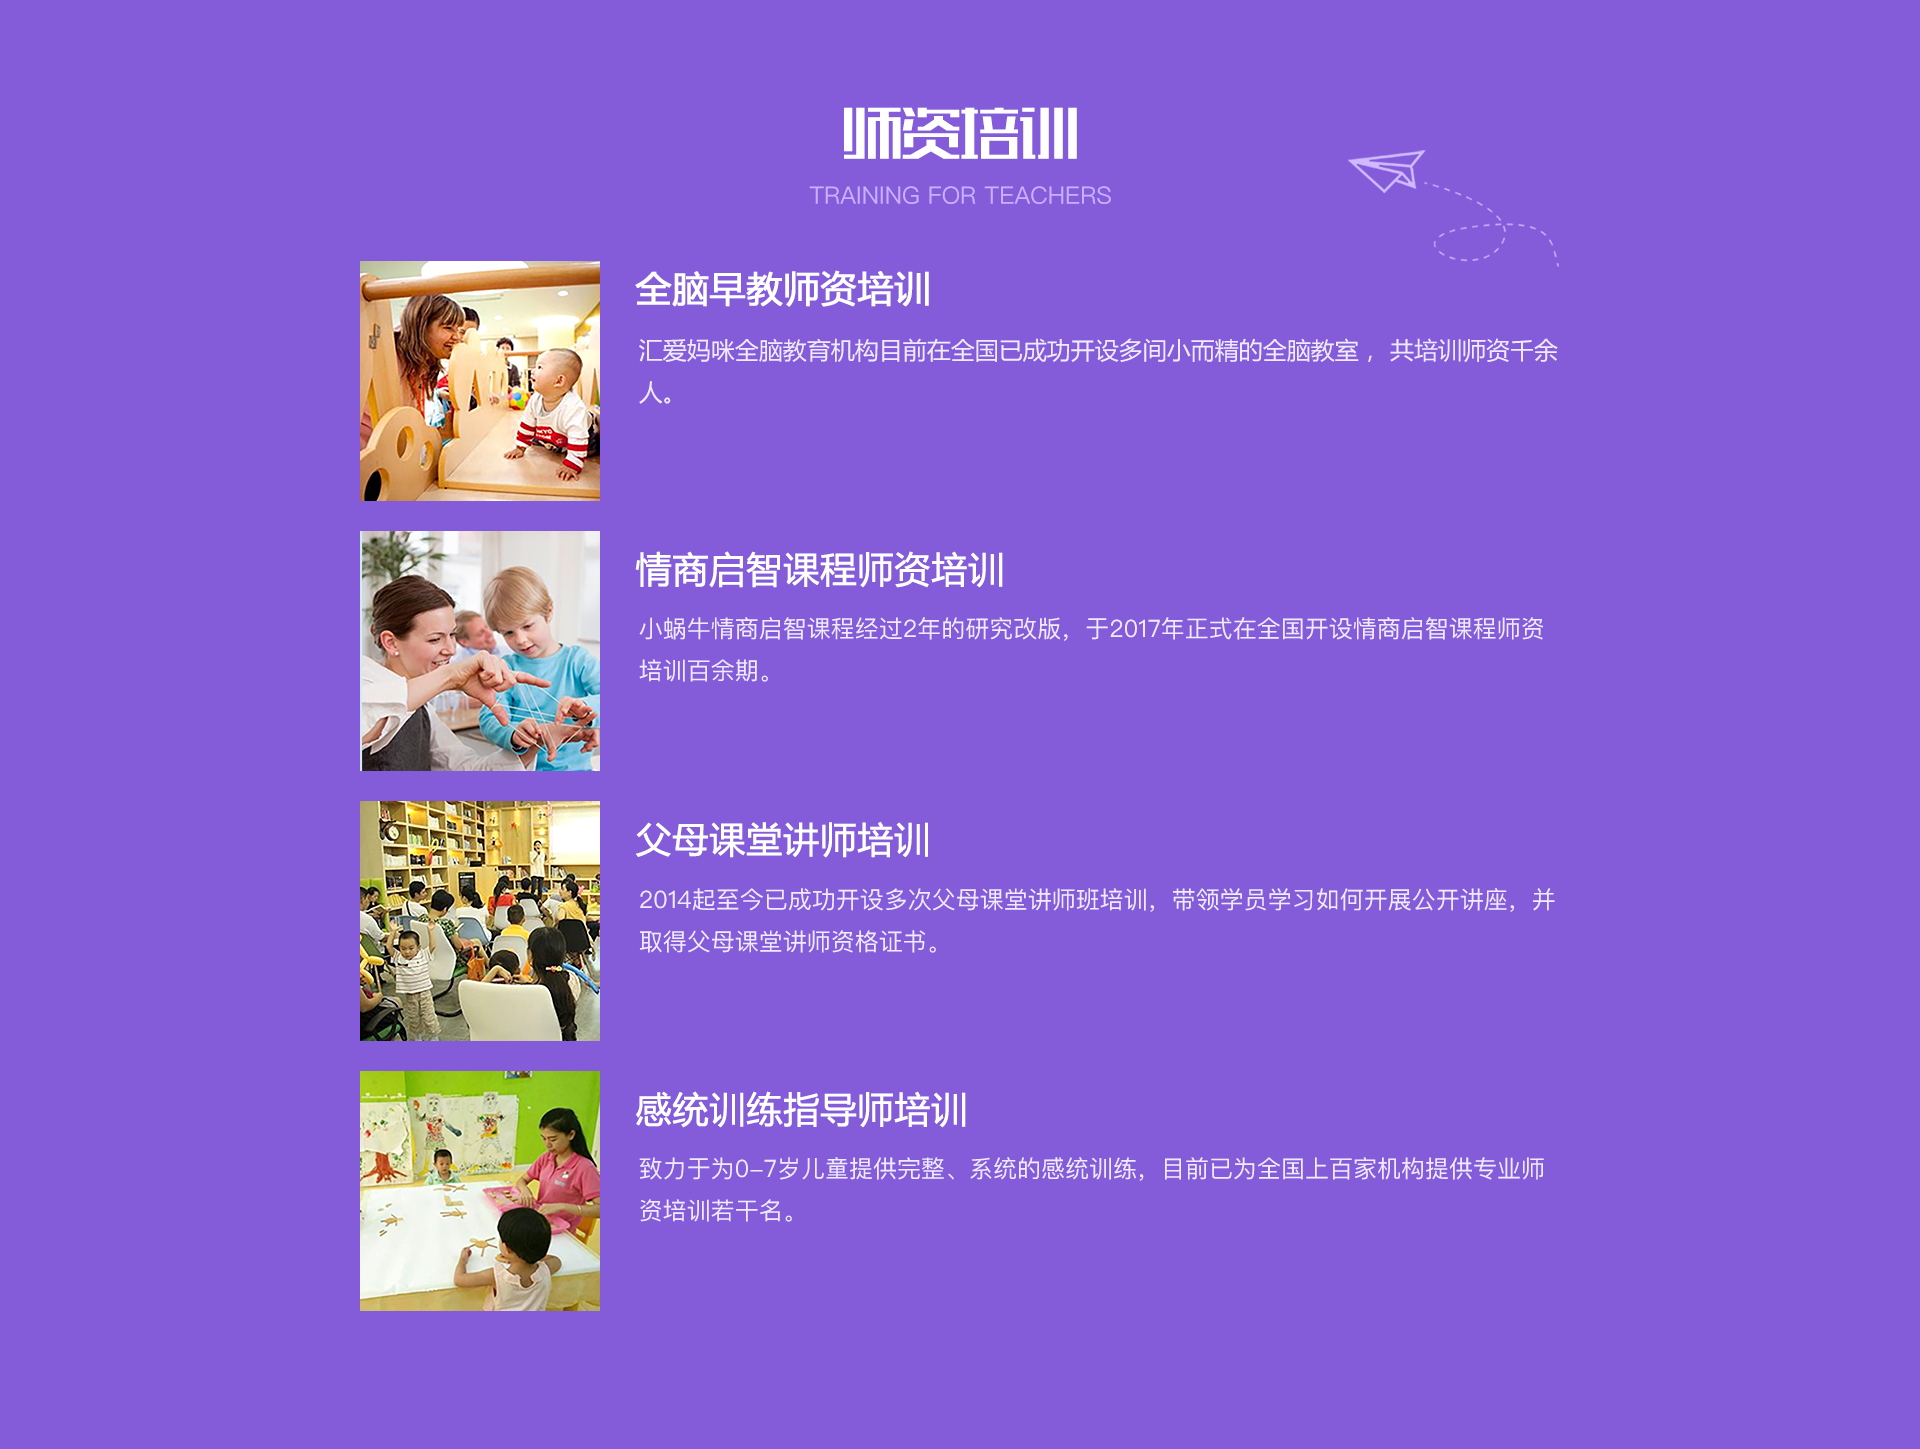 师资培训
TRAINING FOR TEACHERS
全脑早教师资培训
汇爱妈咪全脑教育机构目前在全国已成功开设多间小而精的全脑教室，共培训师资千余
人。
情商启智课程师资培训
小蜗牛情商启智课程经过2年的研究改版，于2017年正式在全国开设情商启智课程师资
培训百余期。
父母课堂讲师培训
2014起至今已成功开设多次父母课堂讲师班培训，带领学员学习如何开展公开讲座，并
取得父母课堂讲师资格证书。
感统训练指导师培训
致力于为0-7岁儿童提供完整、系统的感统训练，目前已为全国上百家机构提供专业师
资培训若干名。